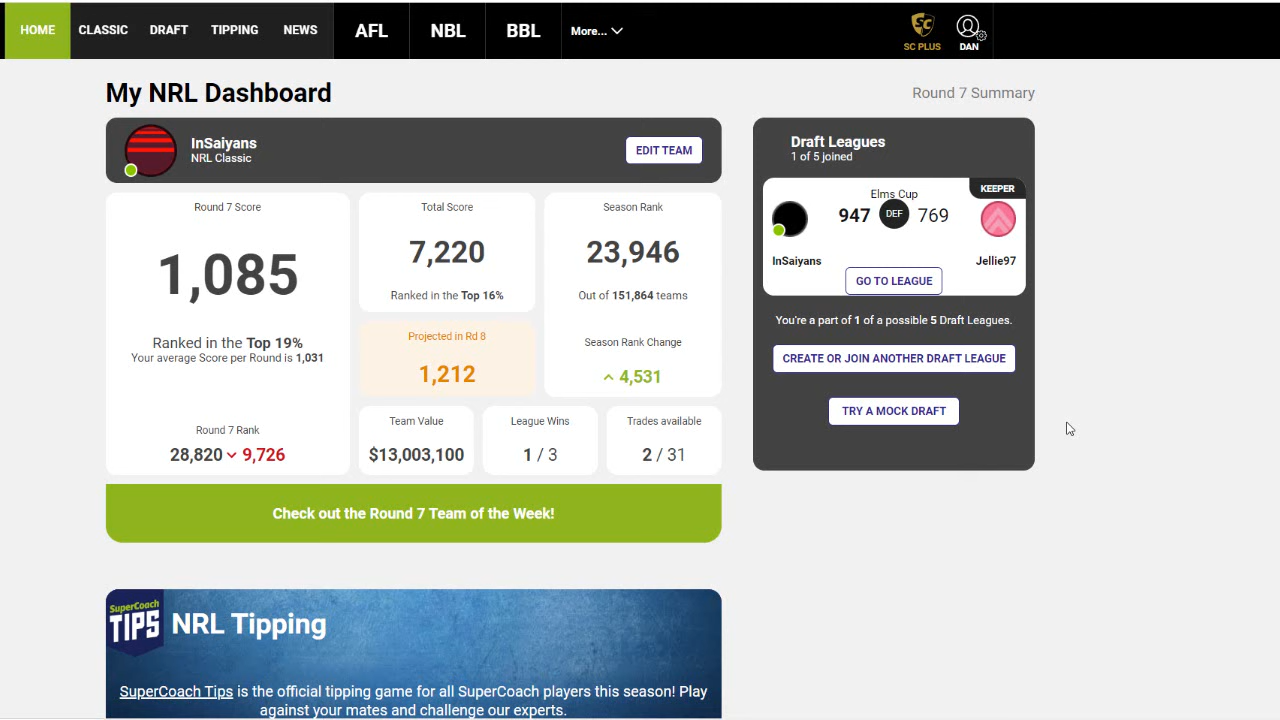 HOME
CLASSIC
DRAFT
TIPPING
NEWS
AFL
NBL
BBL
More...
SC
SC PLUS
DAN
My NRL Dashboard
Round 7 Summary
InSaiyans
NRL Classic
EDIT TEAM
Round 7 Score
1,085
Ranked in the Top 19%
Your average Score per Round is 1,031
Round 7 Rank
28,820 9,726
Total Score
7,220
Ranked in the Top 16%
Projected in Rd 8
1,212
Season Rank
23,946
Out of 151,864 teams
Season Rank Change
4,531
Team Value
$13,003,100
League Wins
1 / 3
Trades available
2 / 31
Check out the Round 7 Team of the Week!
Draft Leagues
1 of 5 joined
KEEPER
Elms Cup
947 DEF 769
InSaiyans
Jellie97
GO TO LEAGUE
You're a part of 1 of a possible 5 Draft Leagues.
CREATE OR JOIN ANOTHER DRAFT LEAGUE
TRY A MOCK DRAFT
SuperCoach
TIPS
NRL Tipping
SuperCoach Tips is the official tipping game for all SuperCoach players this season! Play
against your mates and challenge our experts.